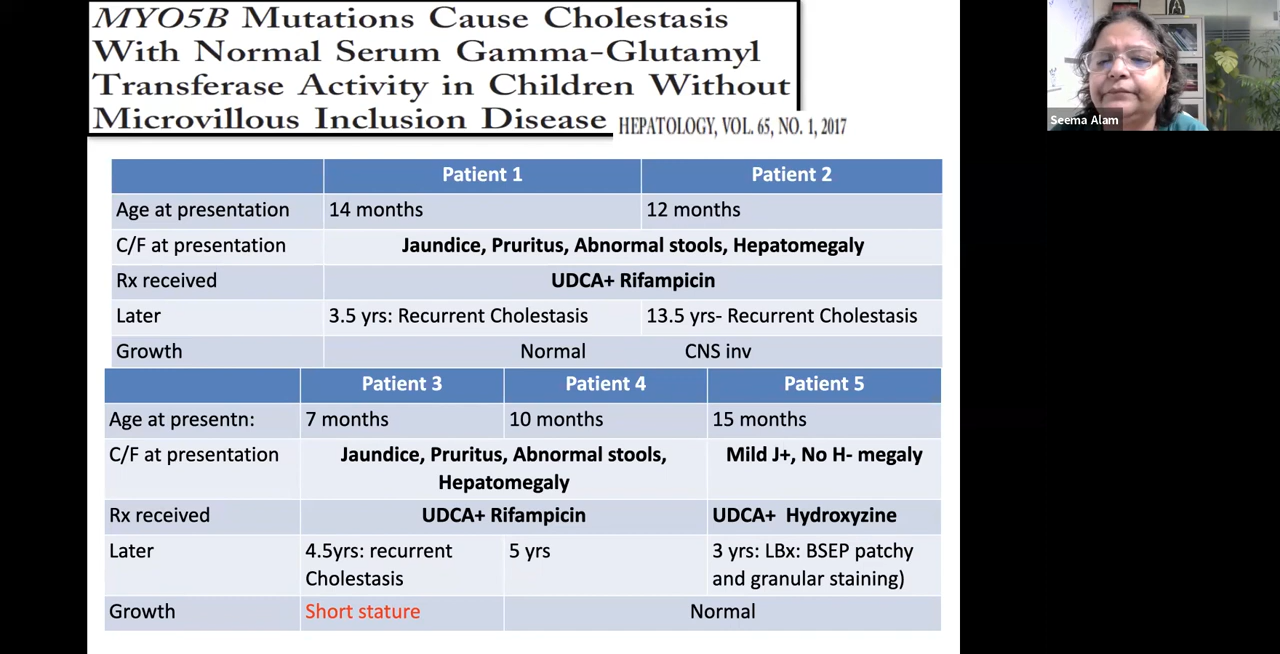 MYO5B Mutations Cause Cholestasis
With Normal Serum Gamma-Glutamyl
Transferase Activity in Children Without
Microvillous Inclusion Disease HEPATOLOGY, VOL. 65, NO. 1, 2017
Seema Alam
Patient 1 Patient 2
Age at presentation 14 months 12 months
C/F at presentation Jaundice, Pruritus, Abnormal stools, Hepatomegaly
Rx received UDCA+ Rifampicin
Later 3.5 yrs: Recurrent Cholestasis 13.5 yrs- Recurrent Cholestasis
Growth Normal CNS inv
Patient 3 Patient 4 Patient 5
Age at presentn: 7 months 10 months 15 months
C/F at presentation Jaundice, Pruritus, Abnormal stools, Mild J+, No H- megaly
Hepatomegaly
Rx received UDCA+ Rifampicin UDCA+ Hydroxyzine
Later 4.5yrs: recurrent 5 yrs 3 yrs: LBx: BSEP patchy
Cholestasis and granular staining)
Growth Short stature Normal